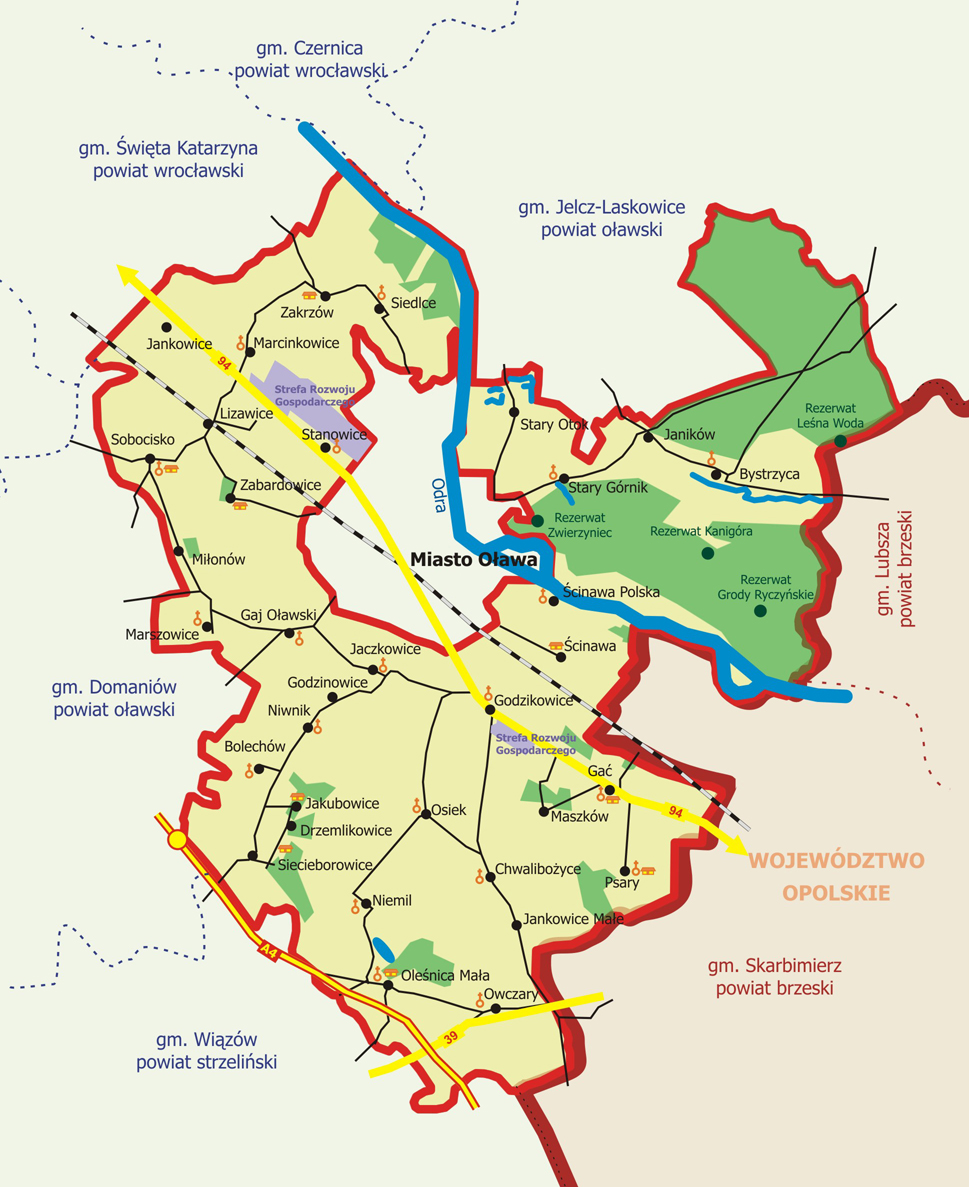 gm. Czernica
powiat wrocławski
gm. Święta Katarzyna
powiat wrocławski
gm. Jelcz-Laskowice
powiat oławski
Siedlce
Zakrzów
Jankowice
Marcinkowice
94
Strefa Rozwoju
Gospodarczego
Lizawice
Stanowice
Sobocisko
Zabardowice
Stary Otok
Janików
Rezerwat
Leśna Woda
Bystrzyca
Stary Górnik
Odra
Rezerwat
Zwierzyniec
Rezerwat Kanigóra
Miasto Oława
Miłonów
Rezerwat
Grody Ryczyńskie
gm. Lubsza
powiat brzeski
Ścinawa Polska
Marszowice
Gaj Oławski
Jaczkowice
Ścinawa
gm. Domaniów
powiat oławski
Godzinowice
Godzikowice
Niwnik
Strefa Rozwoju
Gospodarczego
Bolechów
Gać
Jakubowice
Osiek
Maszków
94
Drzemlikowice
WOJEWÓDZTWO
OPOLSKIE
Siecieborowice
Chwalibożyce
Psary
Niemil
Jankowice Małe
A4
Oleśnica Mała
gm. Skarbimierz
powiat brzeski
Owczary
39
gm. Wiązów
powiat strzeliński